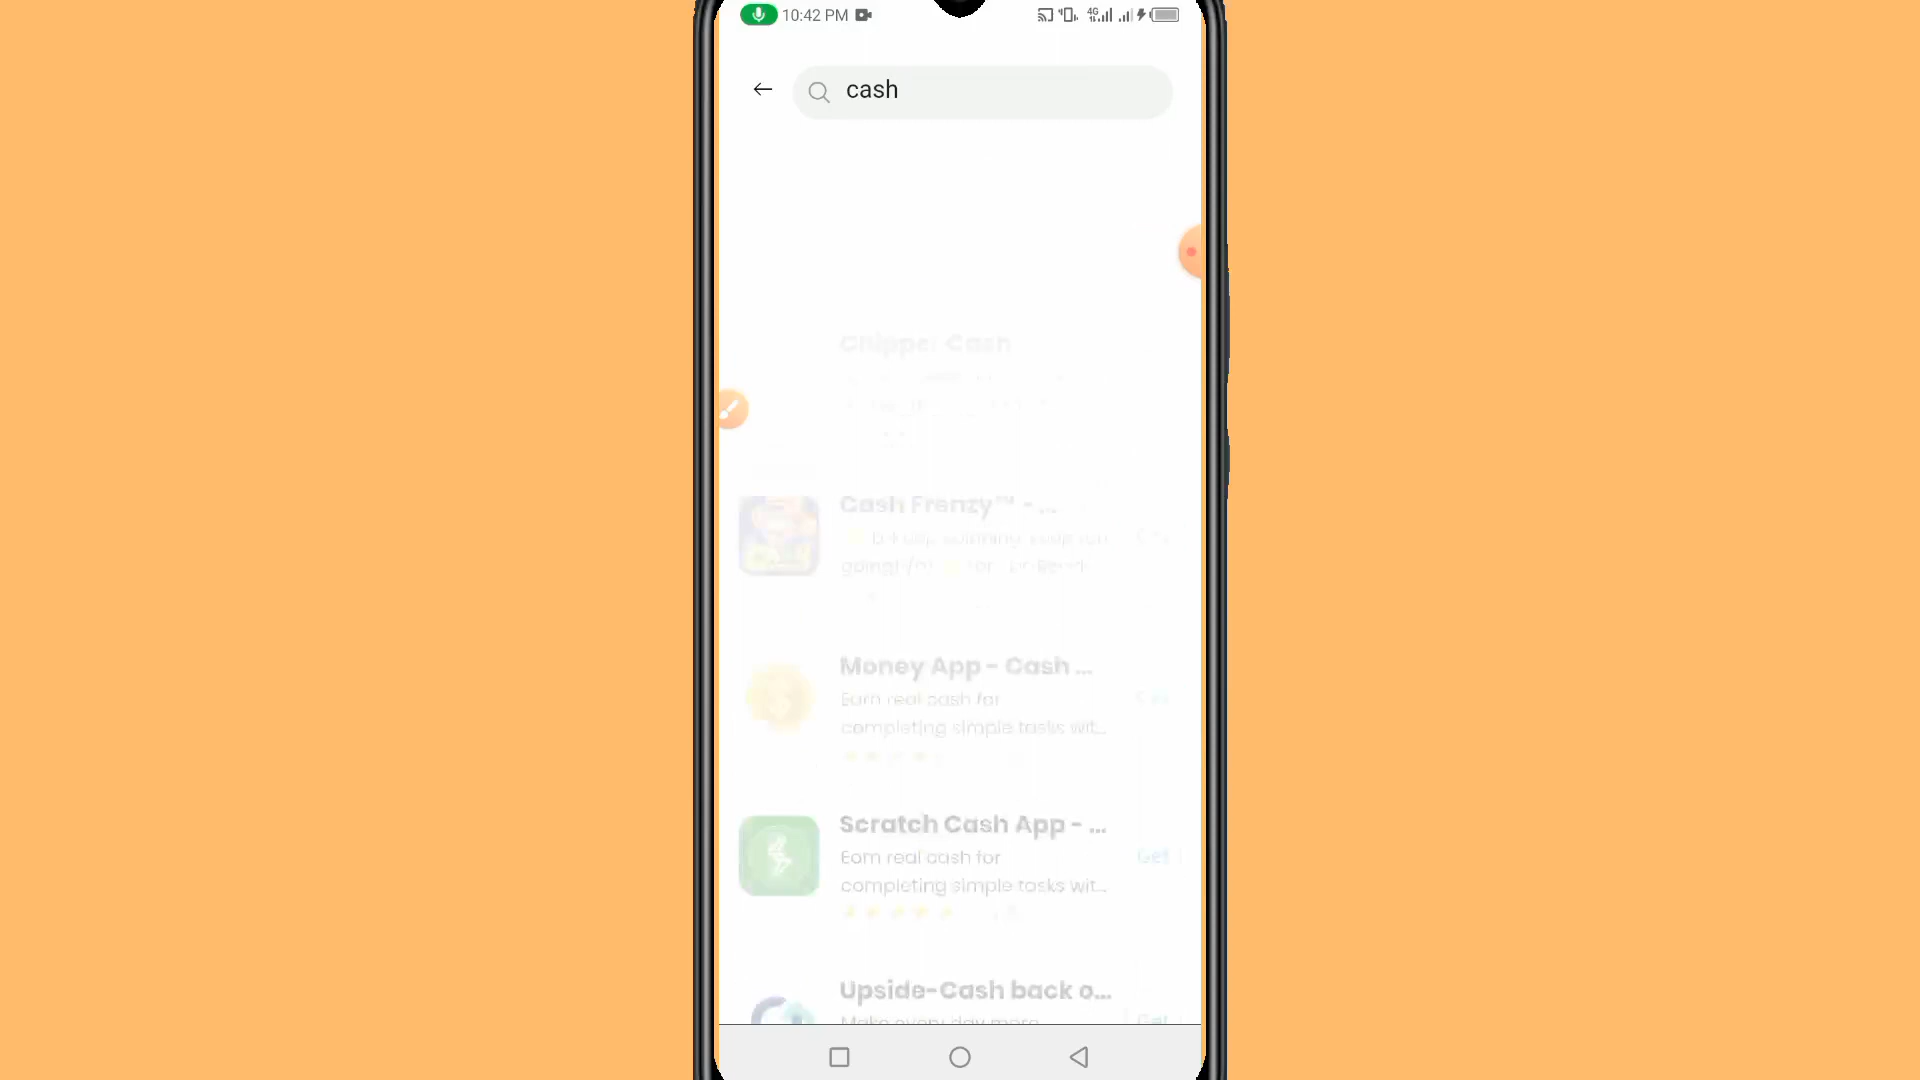 10:42 PM
4G
cash
Chipper Cash
Cash Frenzy™ - ...
going!
Money App - Cash ...
Earn real cash for
completing simple tasks wit...
Scratch Cash App - ...
Earn real cash for
Get
completing simple tasks wit...
Upside-Cash back o...
Make every day more
Get